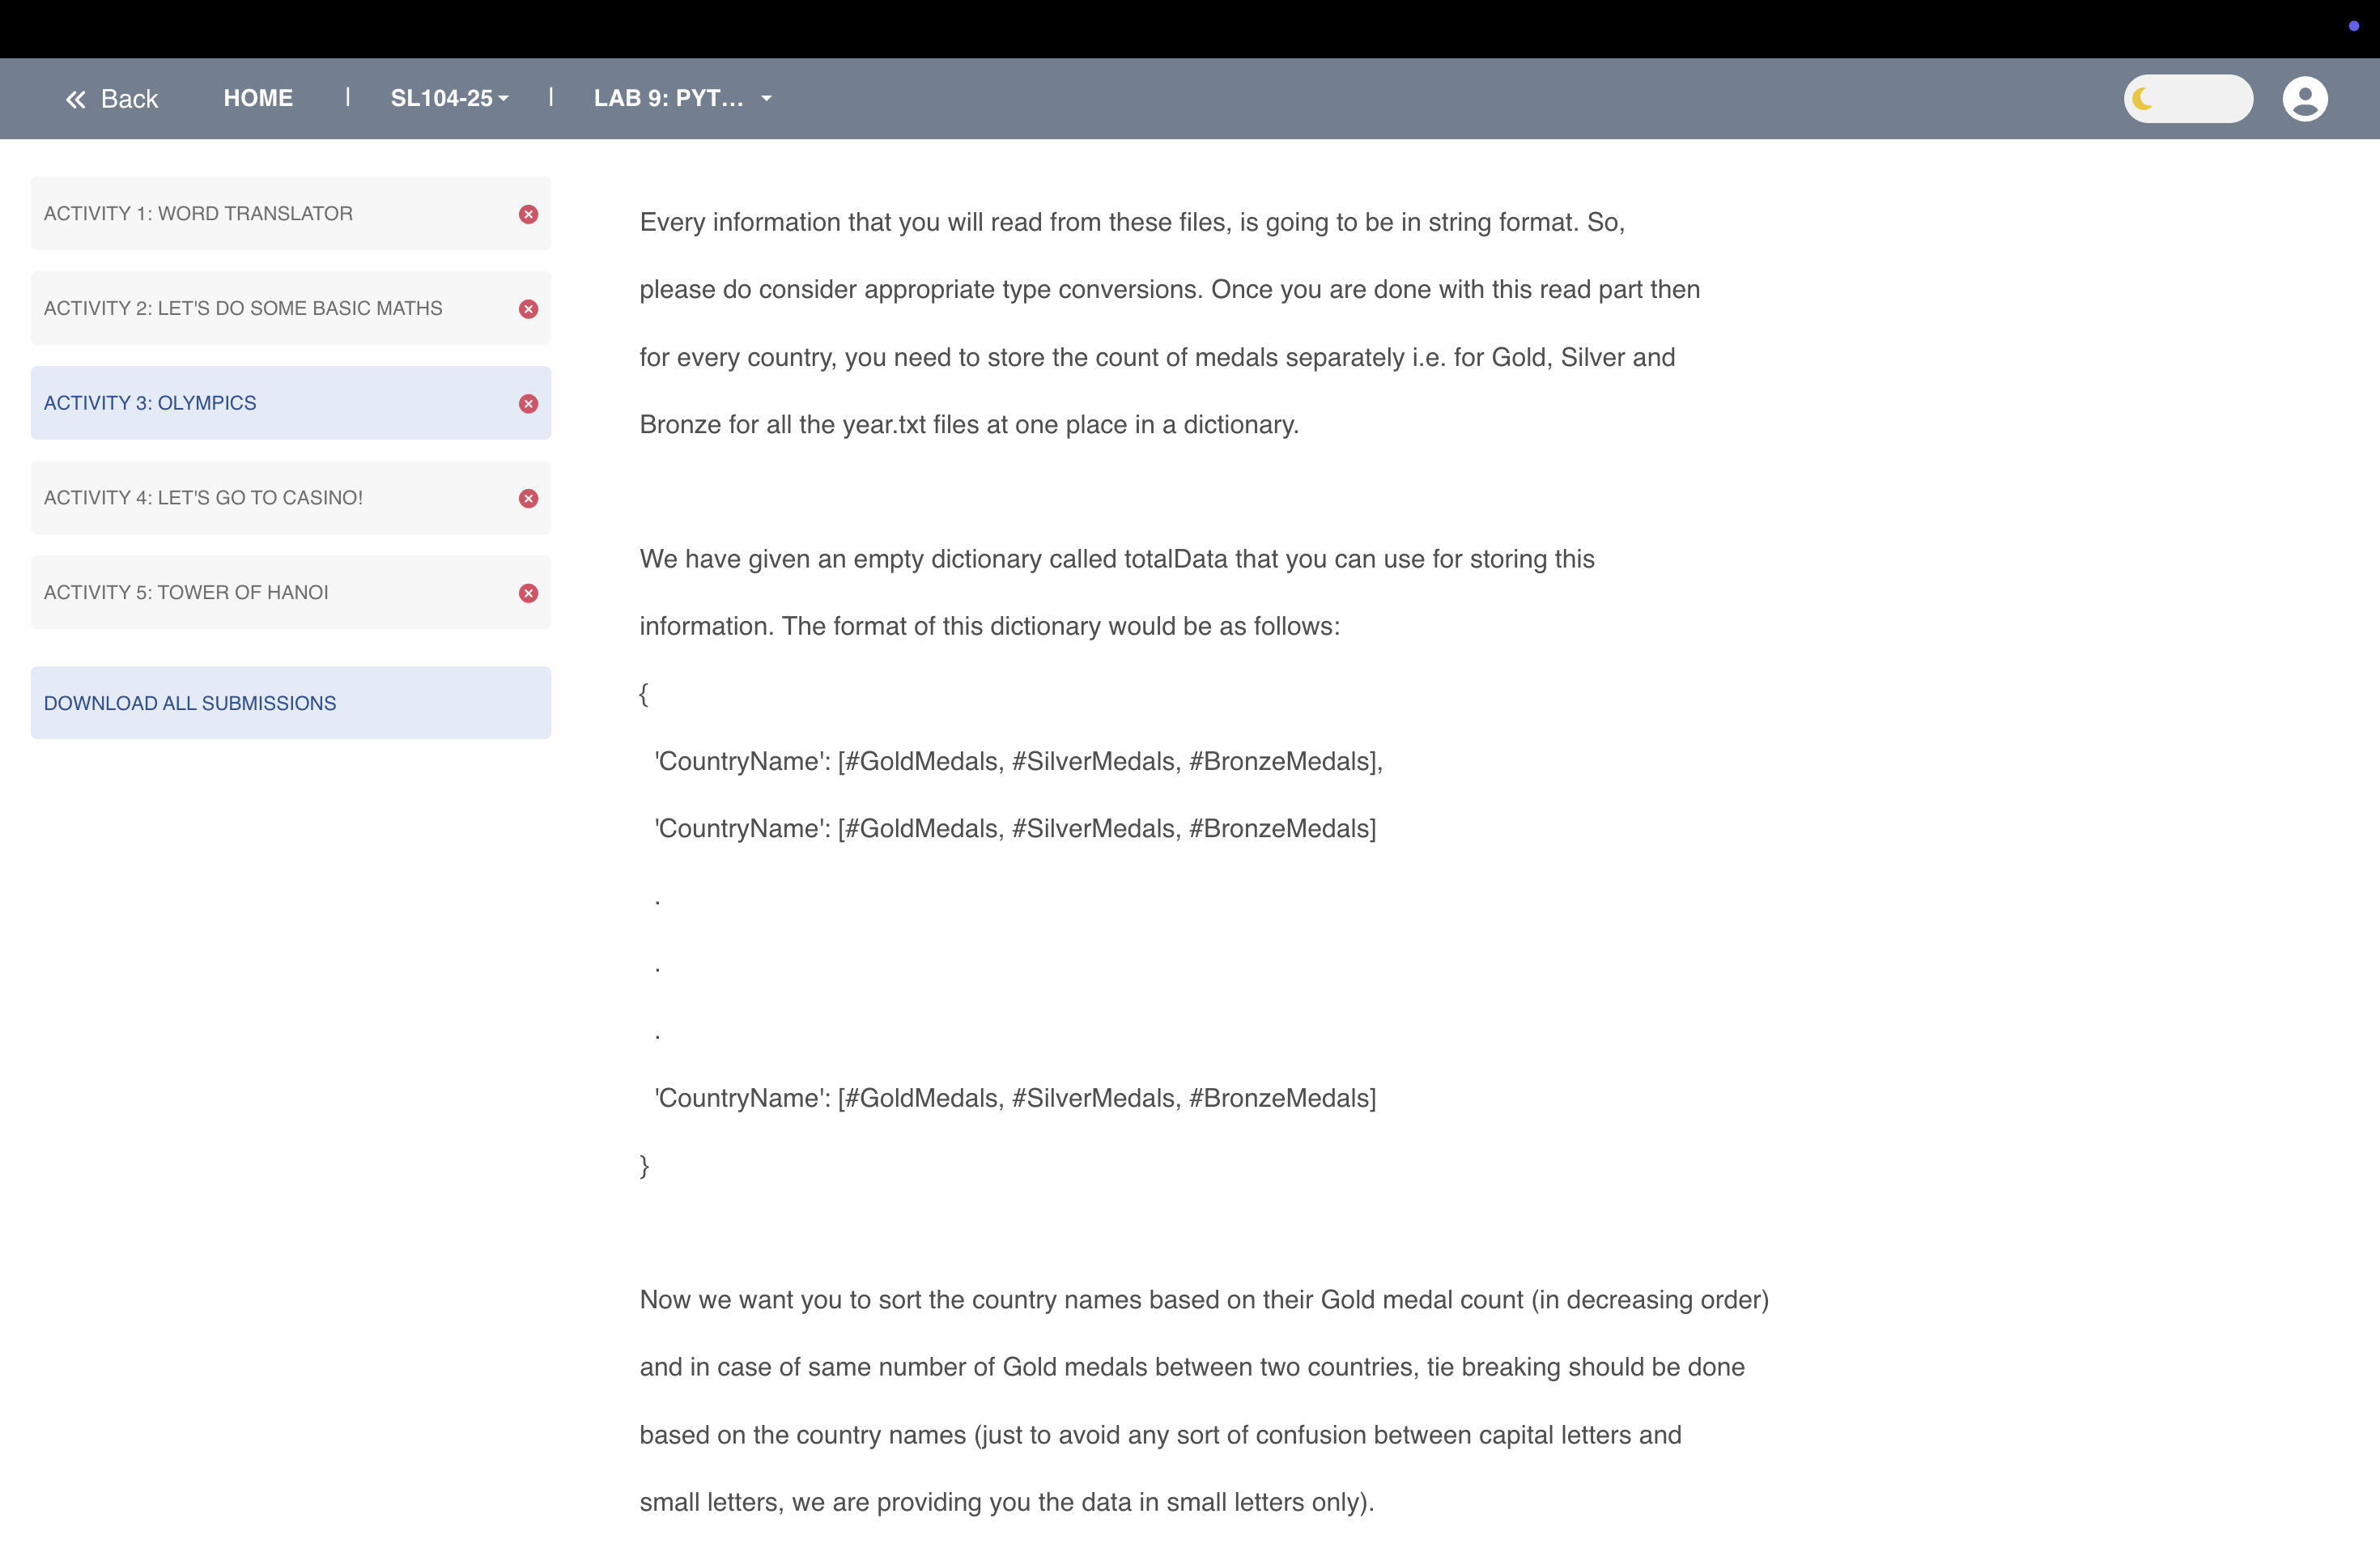 Back HOME | SL104-25 | LAB 9: PYT...
ACTIVITY 1: WORD TRANSLATOR
ACTIVITY 2: LET'S DO SOME BASIC MATHS
ACTIVITY 3: OLYMPICS
ACTIVITY 4: LET'S GO TO CASINO!
ACTIVITY 5: TOWER OF HANOI
DOWNLOAD ALL SUBMISSIONS
Every information that you will read from these files, is going to be in string format. So,
please do consider appropriate type conversions. Once you are done with this read part then
for every country, you need to store the count of medals separately i.e. for Gold, Silver and
Bronze for all the year.txt files at one place in a dictionary.
We have given an empty dictionary called totalData that you can use for storing this
information. The format of this dictionary would be as follows:
{
'CountryName': [#GoldMedals, #SilverMedals, #BronzeMedals],
'CountryName': [#GoldMedals, #SilverMedals, #BronzeMedals]
.
.
.
'CountryName': [#GoldMedals, #SilverMedals, #BronzeMedals]
}
Now we want you to sort the country names based on their Gold medal count (in decreasing order)
and in case of same number of Gold medals between two countries, tie breaking should be done
based on the country names (just to avoid any sort of confusion between capital letters and
small letters, we are providing you the data in small letters only).